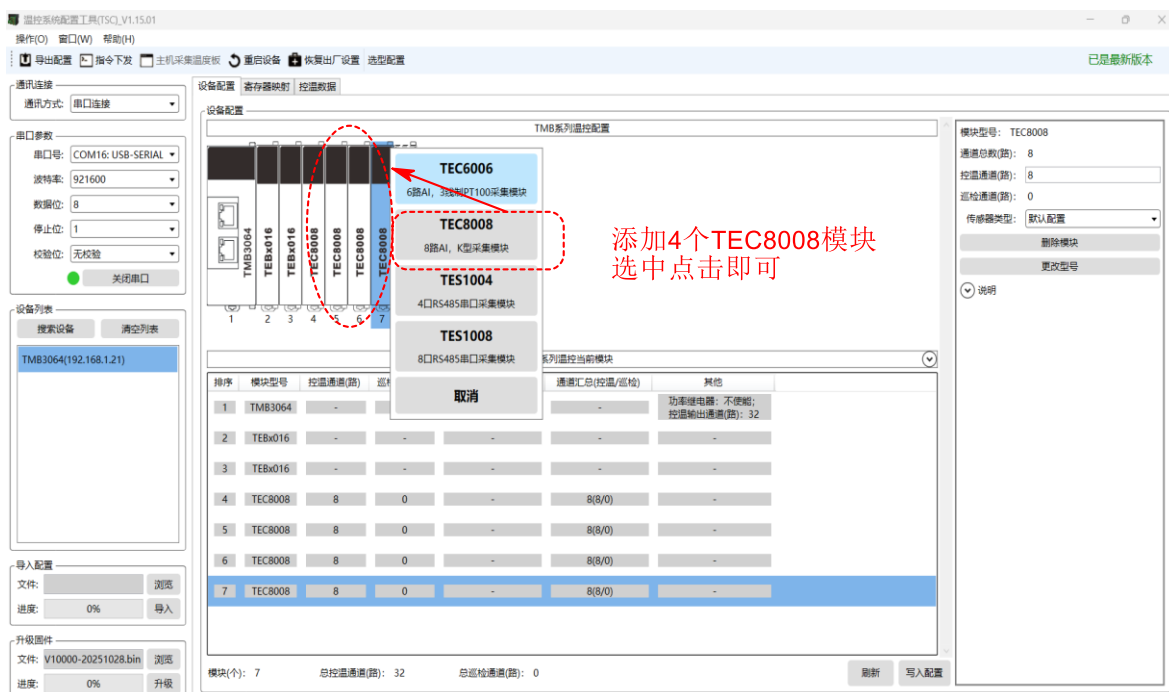 温控系统配置工具(TSC)_V1.15.01
操作(O) 窗口(W) 帮助(H)
导出配置 指令下发 主机采集温度板 重启设备 恢复出厂设置 选型配置
已是最新版本
通讯连接
通讯方式: 串口连接
串口参数
串口号: COM16: USB-SERIAL
波特率: 921600
数据位: 8
停止位: 1
校验位: 无校验
关闭串口
设备列表
搜索设备 清空列表
TMB3064(192.168.1.21)
导入配置
文件: 浏览
进度: 0% 导入
升级固件
文件: V10000-20251028.bin 浏览
进度: 0% 升级
设备配置 寄存器映射 控温数据
设备配置
TMB系列温控配置
TMB3064
TEBx016
TEBx016
TEC8008
TEC8008
TEC8008
TEC8008
1 2 3 4 5 6 7
TEC6006
6路AI, 3线制PT100采集模块
TEC8008
8路AI, K型采集模块
TES1004
4口RS485串口采集模块
TES1008
8口RS485串口采集模块
取消
添加4个TEC8008模块
选中点击即可
系列温控当前模块
排序 模块型号 控温通道(路) 巡 通道汇总(控温/巡检) 其他
1 TMB3064 - - 功率继电器: 不使能;
控温输出通道(路): 32
2 TEBx016 - - - - -
3 TEBx016 - - - - -
4 TEC8008 8 0 - 8(8/0) -
5 TEC8008 8 0 - 8(8/0) -
6 TEC8008 8 0 - 8(8/0) -
7 TEC8008 8 0 - 8(8/0) -
模块(个): 7 总控温通道(路): 32 总巡检通道(路): 0
刷新 写入配置
模块型号: TEC8008
通道总数(路): 8
控温通道(路): 8
巡检通道(路): 0
传感器类型: 默认配置
删除模块
更改型号
说明